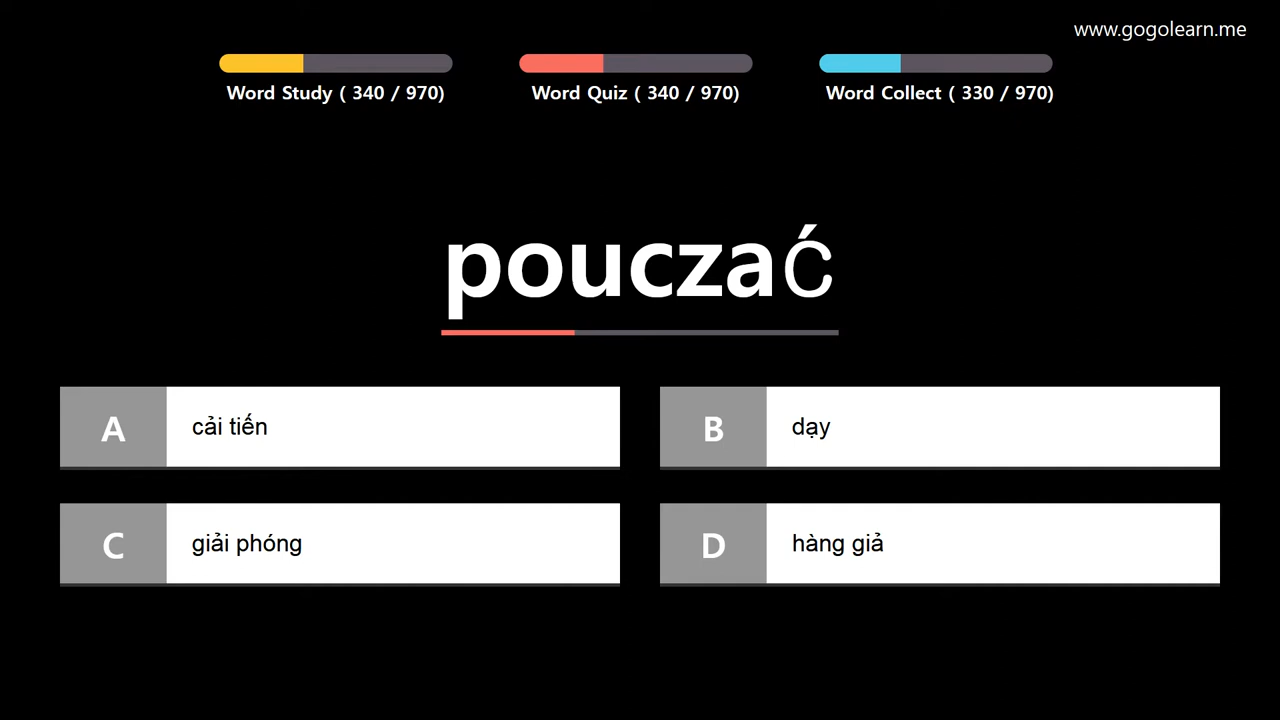 www.gogolearn.me
Word Study ( 340 / 970)
Word Quiz ( 340 / 970)
Word Collect ( 330 / 970)
pouczać
A cải tiến
B dạy
C giải phóng
D hàng giả